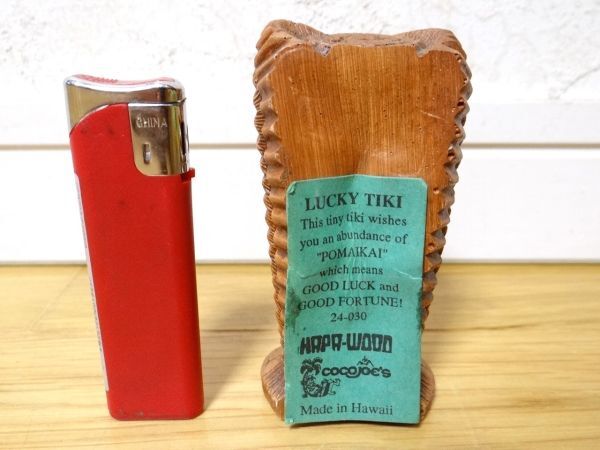 CHINA
LUCKY TIKI
This tiny tiki wishes
you an abundance of
"POMAIKAI"
which means
GOOD LUCK and
GOOD FORTUNE!
24-030
HAPA-WOOD
COCOJOE'S
Made in Hawaii